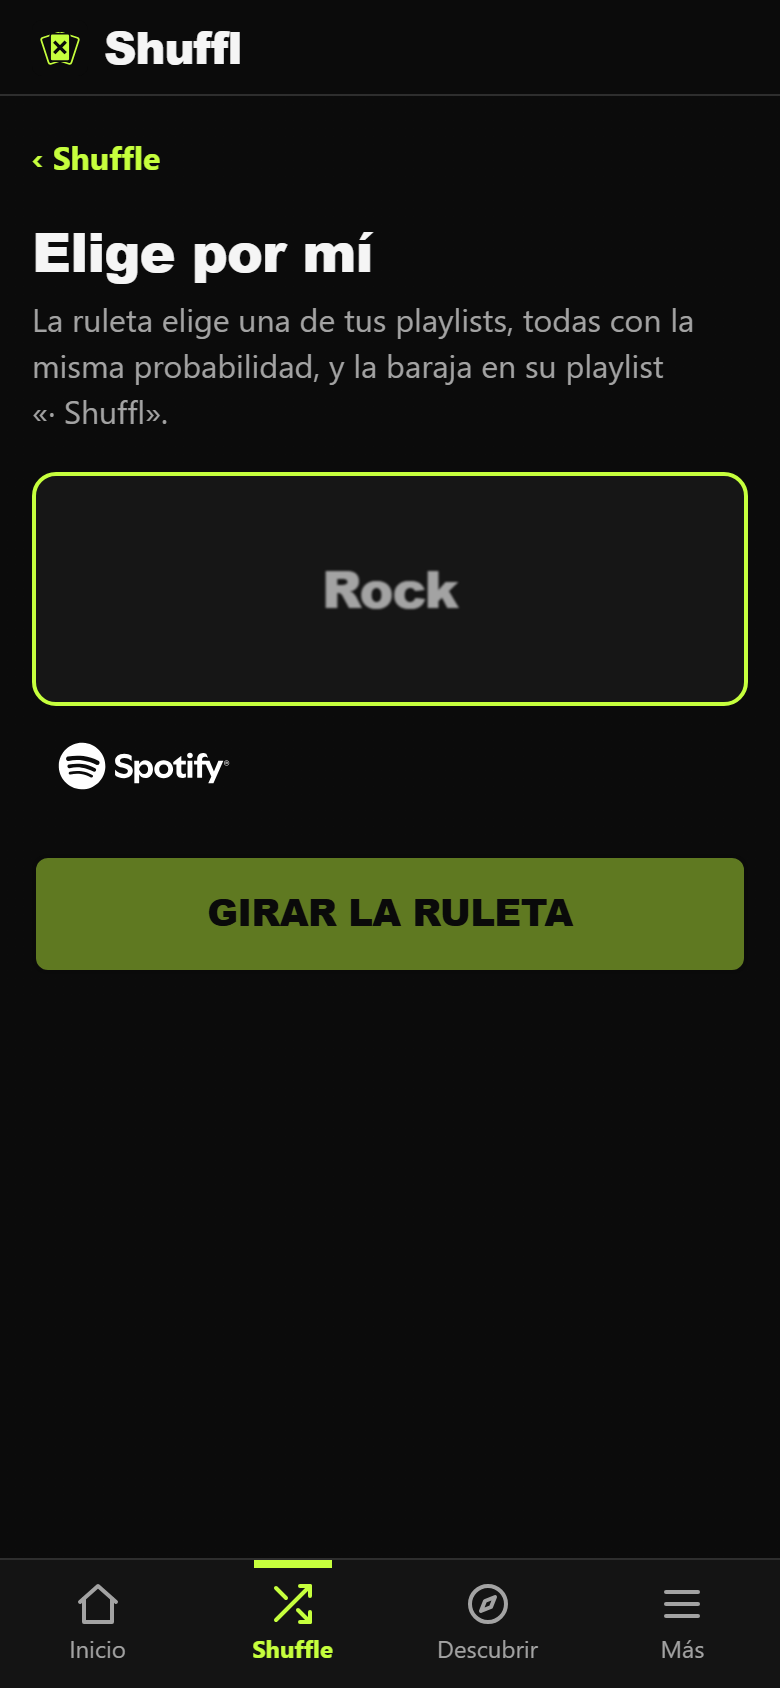 Shuffl
‹ Shuffle
Elige por mí
La ruleta elige una de tus playlists, todas con la
misma probabilidad, y la baraja en su playlist
«· Shuffl».
Rock
Spotify®
GIRAR LA RULETA
Inicio
Shuffle
Descubrir
Más